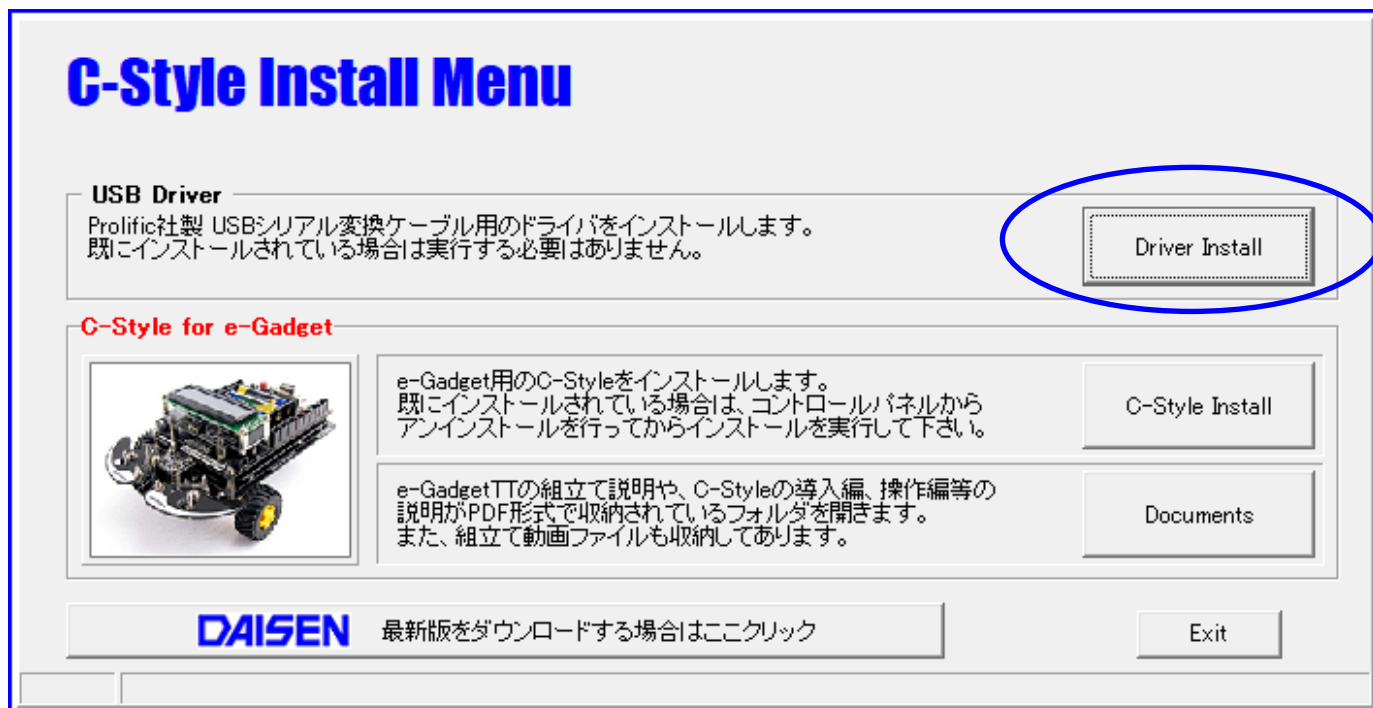 C-Style Install Menu
USB Driver
Prolific社製 USBシリアル変換ケーブル用のドライバをインストールします。
既にインストールされている場合は実行する必要はありません。
Driver Install
C-Style for e-Gadget
e-Gadget用のC-Styleをインストールします。
既にインストールされている場合は、コントロールパネルから
アンインストールを行ってからインストールを実行して下さい。
C-Style Install
e-GadgetTTの組立て説明や、C-Styleの導入編、操作編等の
説明がPDF形式で収納されているフォルダを開きます。
また、組立て動画ファイルも収納してあります。
Documents
DAISEN 最新版をダウンロードする場合はここクリック
Exit